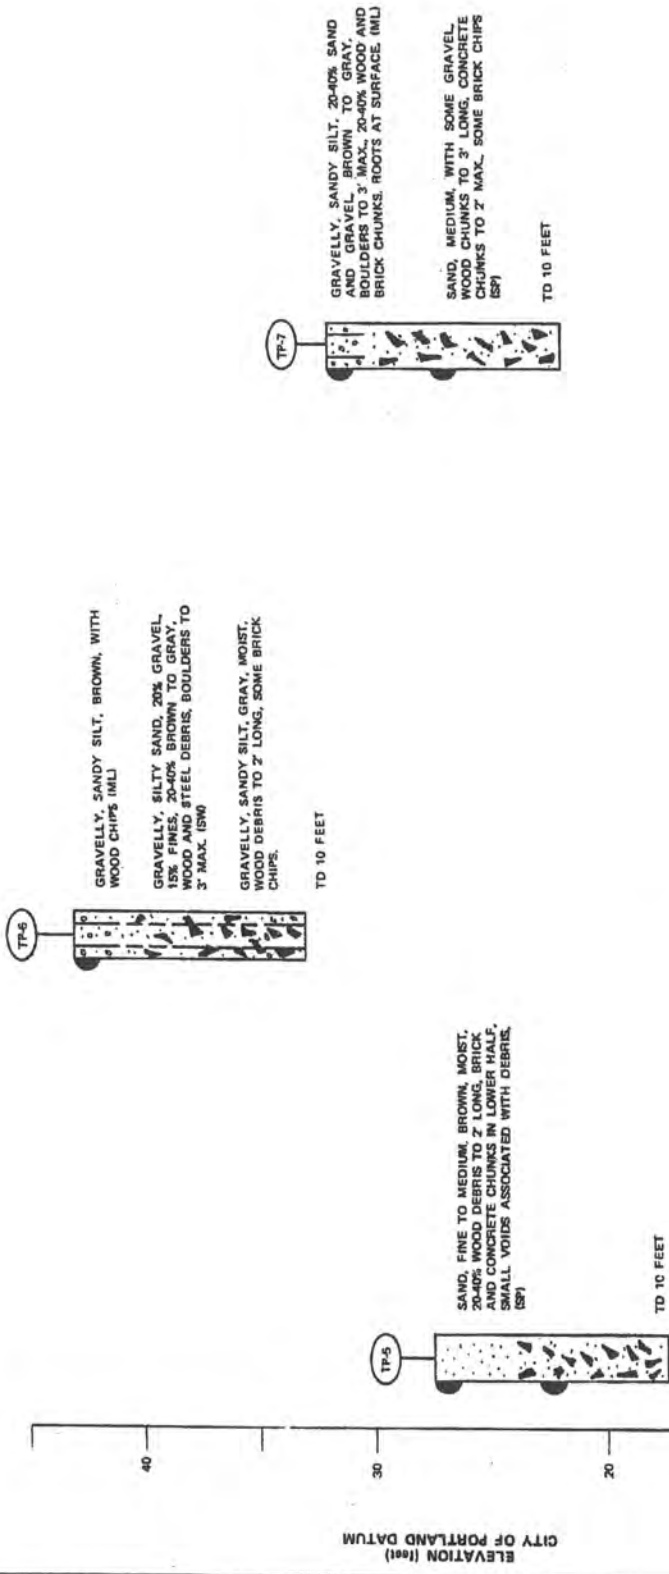 ELEVATION (feet)
CITY OF PORTLAND DATUM
40
30
20
TP-5
SAND, FINE TO MEDIUM, BROWN, MOIST,
20-40% WOOD DEBRIS TO 2' LONG, BRICK
AND CONCRETE CHUNKS IN LOWER HALF,
SMALL VOIDS ASSOCIATED WITH DEBRIS,
(SP)
TD 10 FEET
TP-6
GRAVELLY, SANDY SILT, BROWN, WITH
WOOD CHIPS (ML)
GRAVELLY, SILTY SAND, 20% GRAVEL,
15% FINES, 20-40% BROWN TO GRAY,
WOOD AND STEEL DEBRIS, BOULDERS TO
3' MAX. (SW)
GRAVELLY, SANDY SILT, GRAY, MOIST,
WOOD DEBRIS TO 2' LONG, SOME BRICK
CHIPS.
TD 10 FEET
TP-7
GRAVELLY, SANDY SILT, 20-40% SAND
AND GRAVEL, BROWN TO GRAY,
BOULDERS TO 3' MAX., 20-40% WOOD AND
BRICK CHUNKS. ROOTS AT SURFACE. (ML)
SAND, MEDIUM, WITH SOME GRAVEL,
WOOD CHUNKS TO 3' LONG, CONCRETE
CHUNKS TO 2' MAX., SOME BRICK CHIPS
(SP)
TD 10 FEET